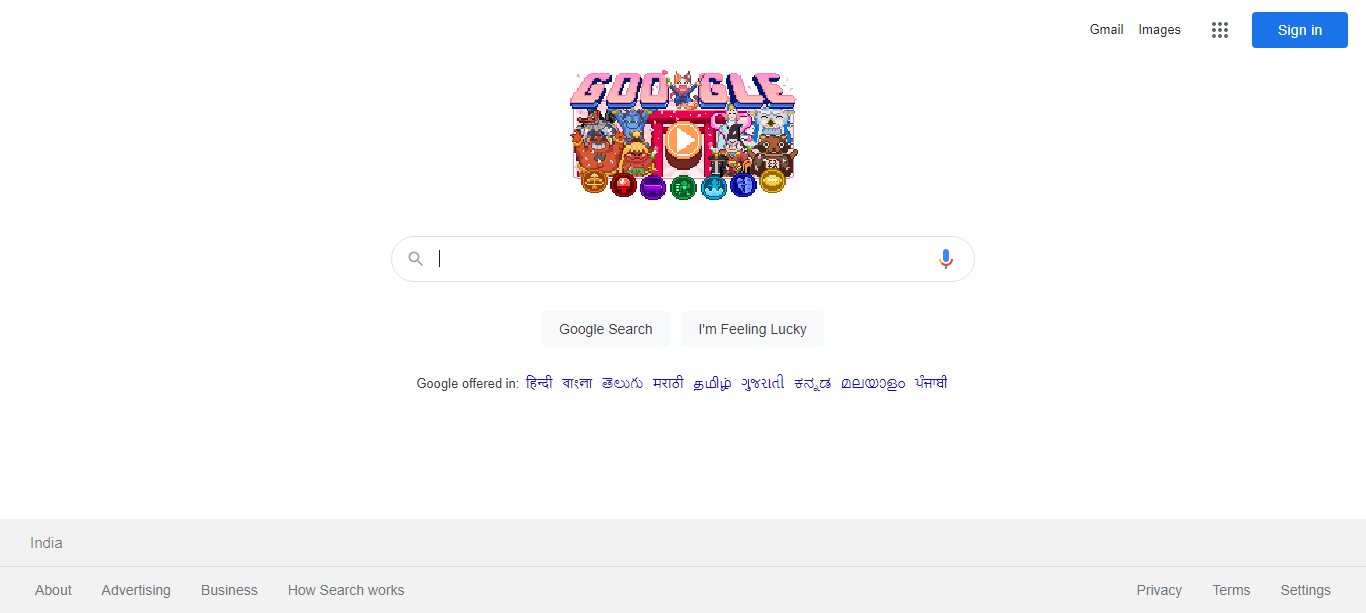 Gmail Images Sign in
GOOGLE
Google Search I'm Feeling Lucky
Google offered in: हिन्दी বাংলা తెలుగు मराठी தமிழ் ગુજરાતી ಕನ್ನಡ മലയാളം ਪੰਜਾਬੀ
India
About Advertising Business How Search works Privacy Terms Settings